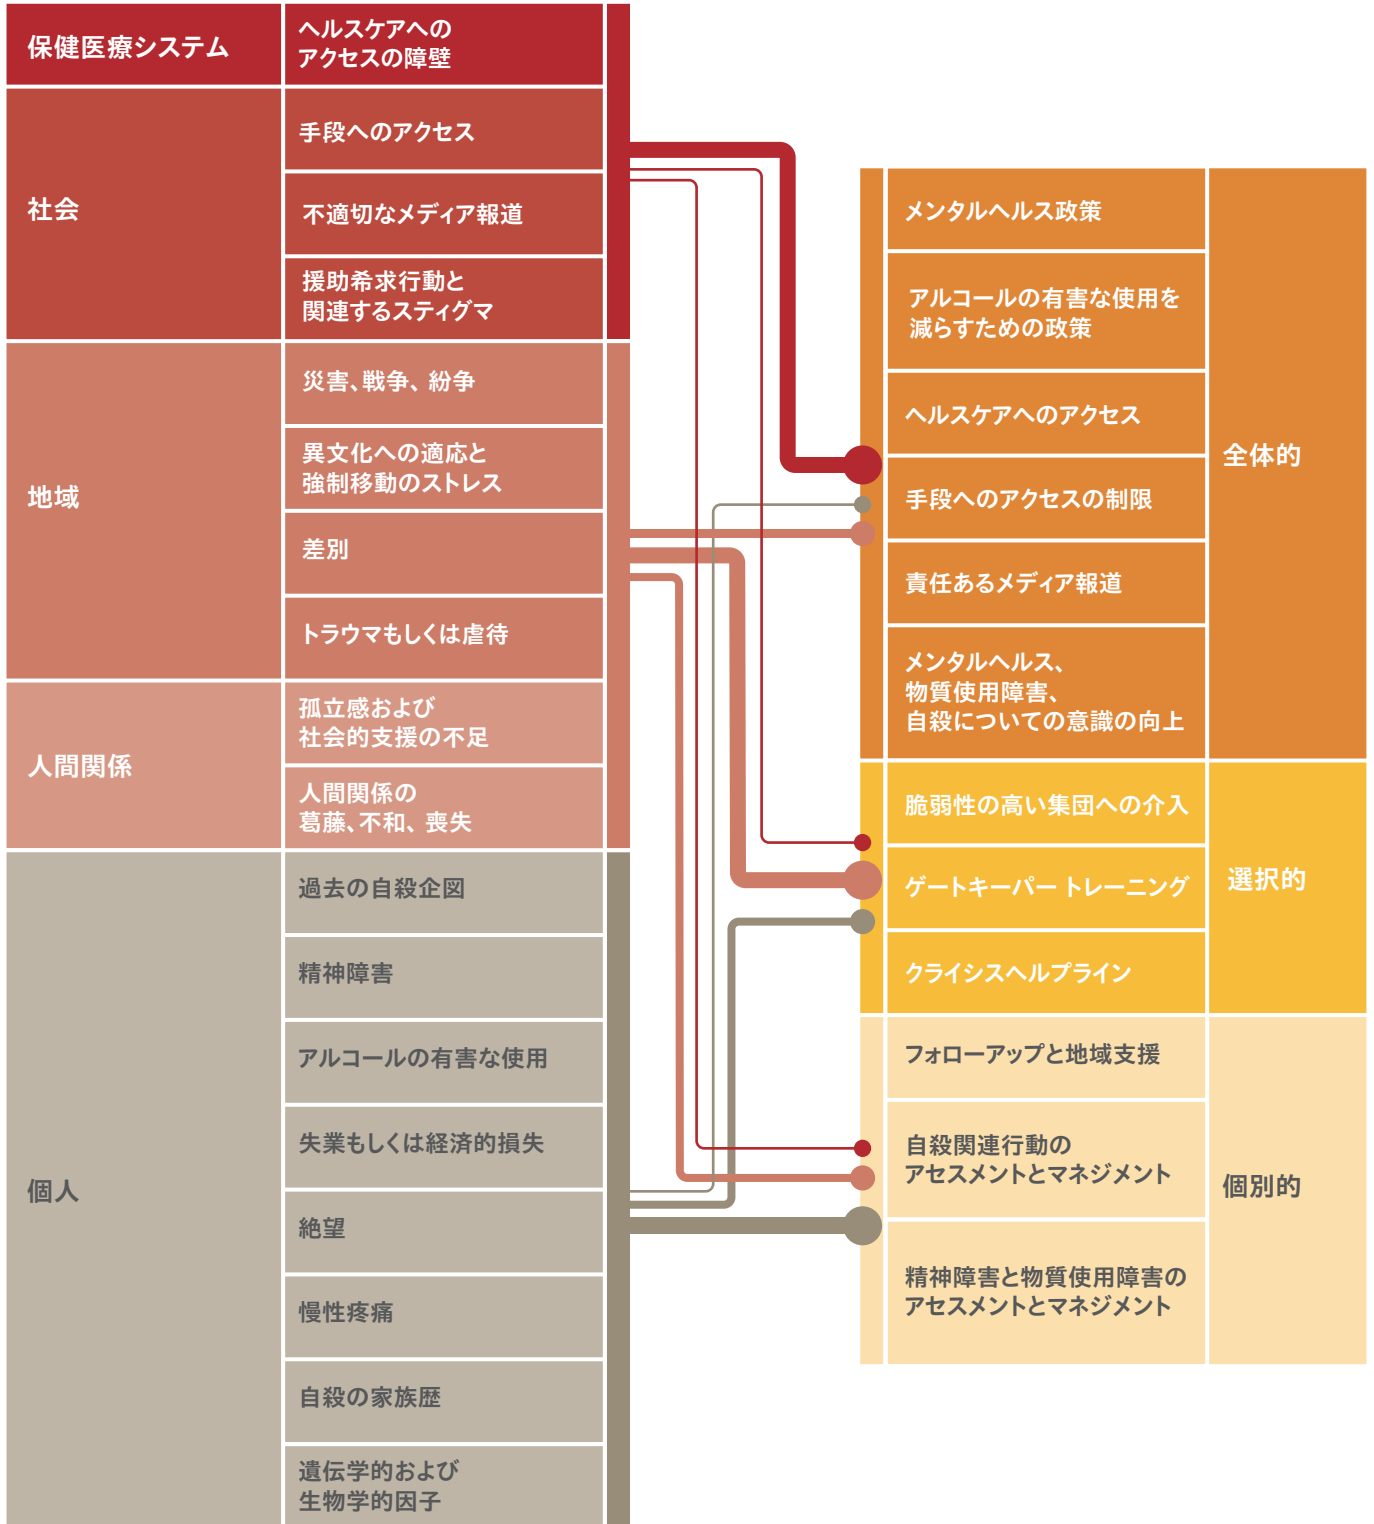 保健医療システム
ヘルスケアへの
アクセスの障壁
社会
手段へのアクセス
不適切なメディア報道
援助希求行動と
関連するスティグマ
地域
災害、戦争、紛争
異文化への適応と
強制移動のストレス
差別
トラウマもしくは虐待
人間関係
孤立感および
社会的支援の不足
人間関係の
葛藤、不和、喪失
個人
過去の自殺企図
精神障害
アルコールの有害な使用
失業もしくは経済的損失
絶望
慢性疼痛
自殺の家族歴
遺伝学的および
生物学的因子
メンタルヘルス政策
アルコールの有害な使用を
減らすための政策
ヘルスケアへのアクセス
手段へのアクセスの制限
責任あるメディア報道
メンタルヘルス、
物質使用障害、
自殺についての意識の向上
全体的
脆弱性の高い集団への介入
ゲートキーパートレーニング
クライシスヘルプライン
選択的
フォローアップと地域支援
自殺関連行動の
アセスメントとマネジメント
精神障害と物質使用障害の
アセスメントとマネジメント
個別的